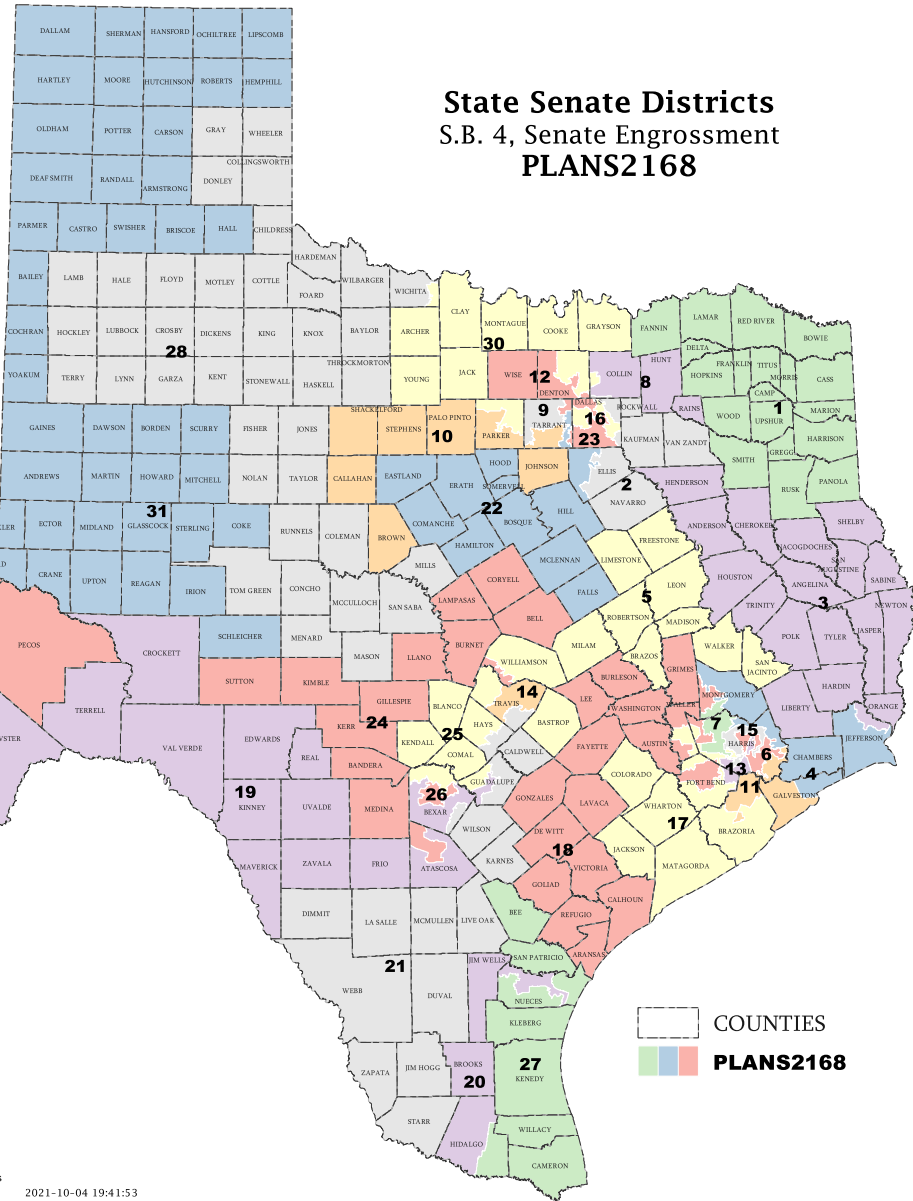 DALLAM SHERMAN HANSFORD OCHILTREE LIPSCOMB
HARTLEY MOORE HUTCHINSON ROBERTS HEMPHILL
State Senate Districts
S.B. 4, Senate Engrossment
PLANS2168
OLDHAM POTTER CARSON GRAY WHEELER
COLLINGSWORTH
DEAF SMITH RANDALL ARMSTRONG DONLEY
PARMER CASTRO SWISHER BRISCOE HALL CHILDRESS
HARDEMAN
BAILEY LAMB HALE FLOYD MOTLEY COTTLE WILBARGER
FOARD WICHITA
CLAY MONTAGUE COOKE GRAYSON FANNIN LAMAR RED RIVER BOWIE
COCHRAN HOCKLEY LUBBOCK CROSBY DICKENS KING KNOX BAYLOR ARCHER
28 30
DELTA
THROCKMORTON
YOAKUM TERRY LYNN GARZA KENT STONEWALL HASKELL YOUNG JACK WISE 12 DENTON COLLIN 8 HUNT HOPKINS FRANKLIN TITUS MORRIS CASS
CAMP
SHACKELFORD
9 DALLAS ROCKWALL RAINS WOOD UPSHUR 1 MARION
GAINES DAWSON BORDEN SCURRY FISHER JONES STEPHENS PALO PINTO 10 PARKER TARRANT 16 23 KAUFMAN VAN ZANDT
HARRISON
GREGG
SMITH
ANDREWS MARTIN HOWARD MITCHELL NOLAN TAYLOR CALLAHAN EASTLAND ERATH HOOD SOMERVELL JOHNSON ELLIS 2 NAVARRO HENDERSON RUSK PANOLA
31 22
LER ECTOR MIDLAND GLASSCOCK STERLING COKE RUNNELS COLEMAN BROWN COMANCHE BOSQUE HILL ANDERSON CHEROKEE SHELBY
FREESTONE
NACOGDOCHES
D CRANE UPTON REAGAN IRION TOM GREEN CONCHO MILLS HAMILTON MCLENNAN LIMESTONE SAN AUGUSTINE
FALLS LEON HOUSTON ANGELINA SABINE
5 3
MCCULLOCH SAN SABA LAMPASAS CORYELL BELL ROBERTSON MADISON TRINITY NEWTON
PECOS CROCKETT SCHLEICHER MENARD MASON LLANO BURNET MILAM BRAZOS WALKER POLK TYLER JASPER
WILLIAMSON GRIMES SAN JACINTO
SUTTON KIMBLE BURLESON MONTGOMERY HARDIN
14
TERRELL GILLESPIE BLANCO TRAVIS LEE WASHINGTON WALLER LIBERTY ORANGE
24 KERR HAYS BASTROP 7 15
25
WSTER VAL VERDE EDWARDS REAL KENDALL COMAL CALDWELL FAYETTE AUSTIN HARRIS 6 JEFFERSON
BANDERA CHAMBERS
13 4
19 KINNEY UVALDE MEDINA 26 BEXAR GUADALUPE GONZALES COLORADO FORT BEND 11 GALVESTON
LAVACA WHARTON
17
WILSON DE WITT BRAZORIA
18
MAVERICK ZAVALA FRIO ATASCOSA KARNES VICTORIA JACKSON MATAGORDA
GOLIAD CALHOUN
DIMMIT LA SALLE MCMULLEN LIVE OAK BEE REFUGIO
SAN PATRICIO ARANSAS
21 JIM WELLS
WEBB DUVAL NUECES
KLEBERG
COUNTIES
PLANS2168
ZAPATA JIM HOGG BROOKS 27
20 KENEDY
STARR HIDALGO WILLACY
CAMERON
s
2021-10-04 19:41:53